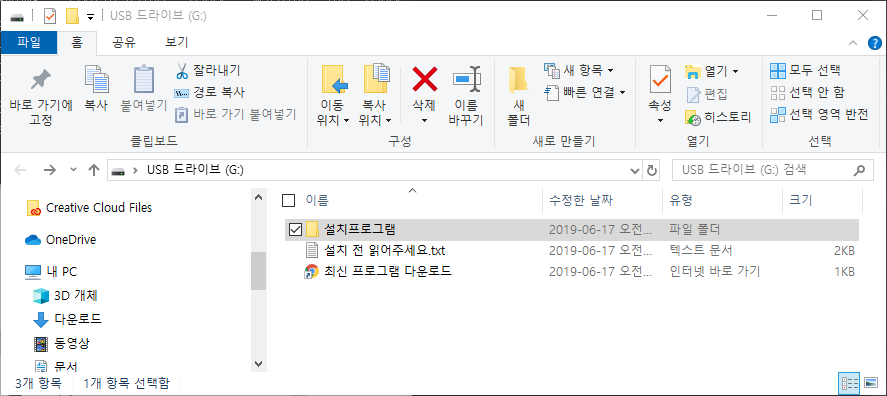 USB 드라이브 (G:)
파일 홈 공유 보기
바로 가기에 고정
복사
붙여넣기
잘라내기
경로 복사
바로 가기 붙여넣기
클립보드
이동 위치
복사 위치
삭제
이름 바꾸기
구성
새 폴더
새 항목
빠른 연결
새로 만들기
속성
열기
편집
히스토리
열기
모두 선택
선택 안 함
선택 영역 반전
선택
USB 드라이브 (G:)
USB 드라이브 (G:) 검색
Creative Cloud Files
OneDrive
내 PC
3D 개체
다운로드
동영상
문서
이름 수정한 날짜 유형 크기
설치프로그램 2019-06-17 오전... 파일 폴더
설치 전 읽어주세요.txt 2019-06-17 오전... 텍스트 문서 2KB
최신 프로그램 다운로드 2019-06-17 오전... 인터넷 바로 가기 1KB
3개 항목 1개 항목 선택함